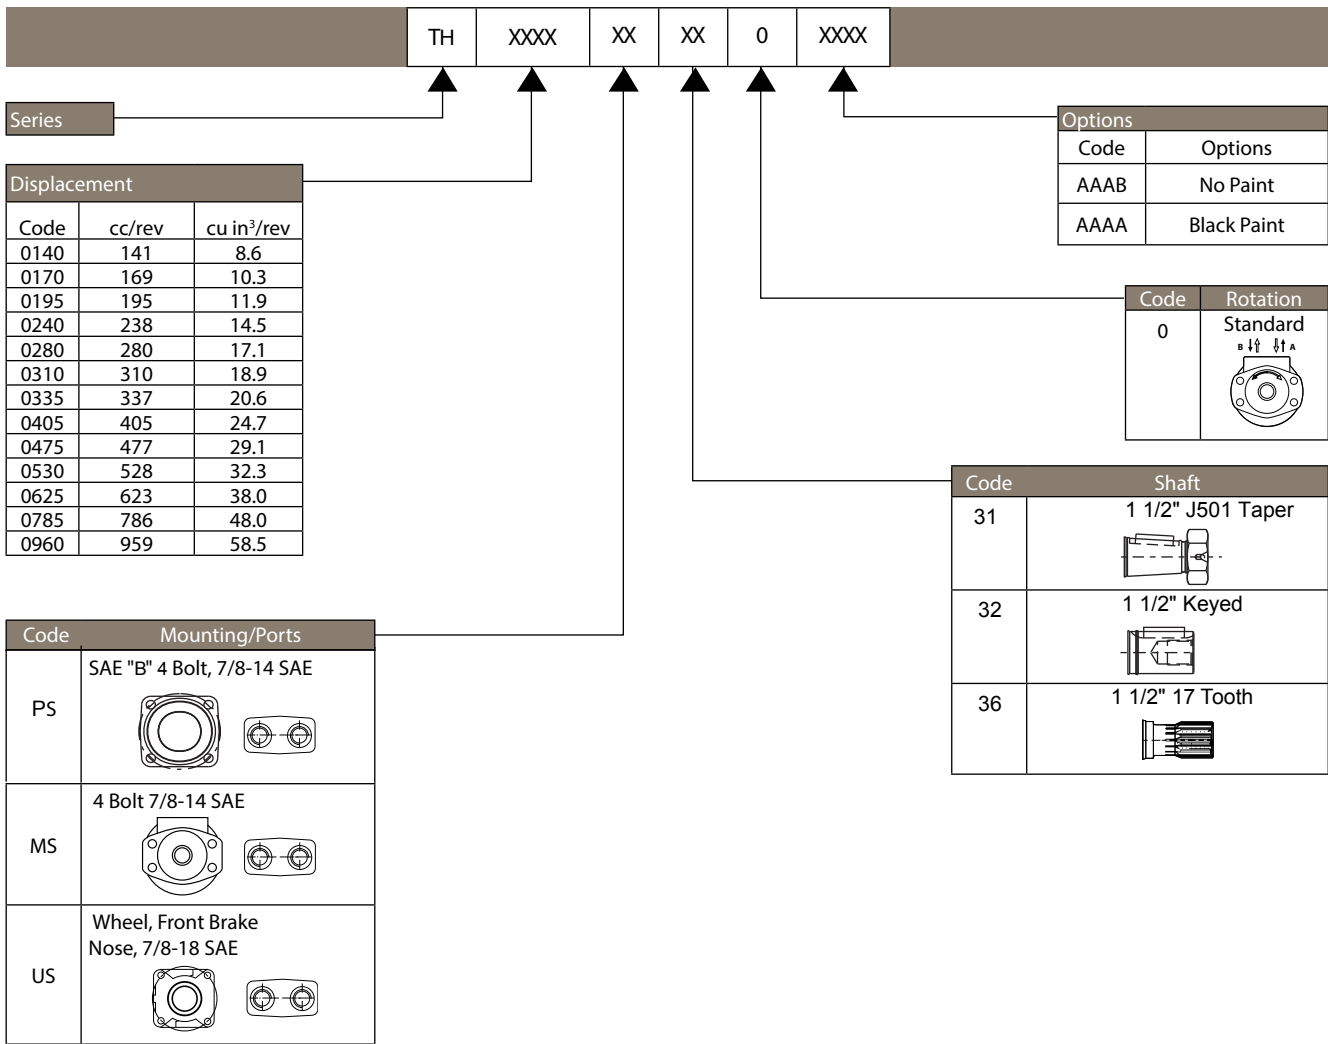 TH XXXX XX XX 0 XXXX
Series
Displacement
Code cc/rev cu in³/rev
0140 141 8.6
0170 169 10.3
0195 195 11.9
0240 238 14.5
0280 280 17.1
0310 310 18.9
0335 337 20.6
0405 405 24.7
0475 477 29.1
0530 528 32.3
0625 623 38.0
0785 786 48.0
0960 959 58.5
Code Mounting/Ports
PS SAE "B" 4 Bolt, 7/8-14 SAE
MS 4 Bolt 7/8-14 SAE
US Wheel, Front Brake
Nose, 7/8-18 SAE
Options
Code Options
AAAB No Paint
AAAA Black Paint
Code Rotation
0 Standard
B A
Code Shaft
31 1 1/2" J501 Taper
32 1 1/2" Keyed
36 1 1/2" 17 Tooth